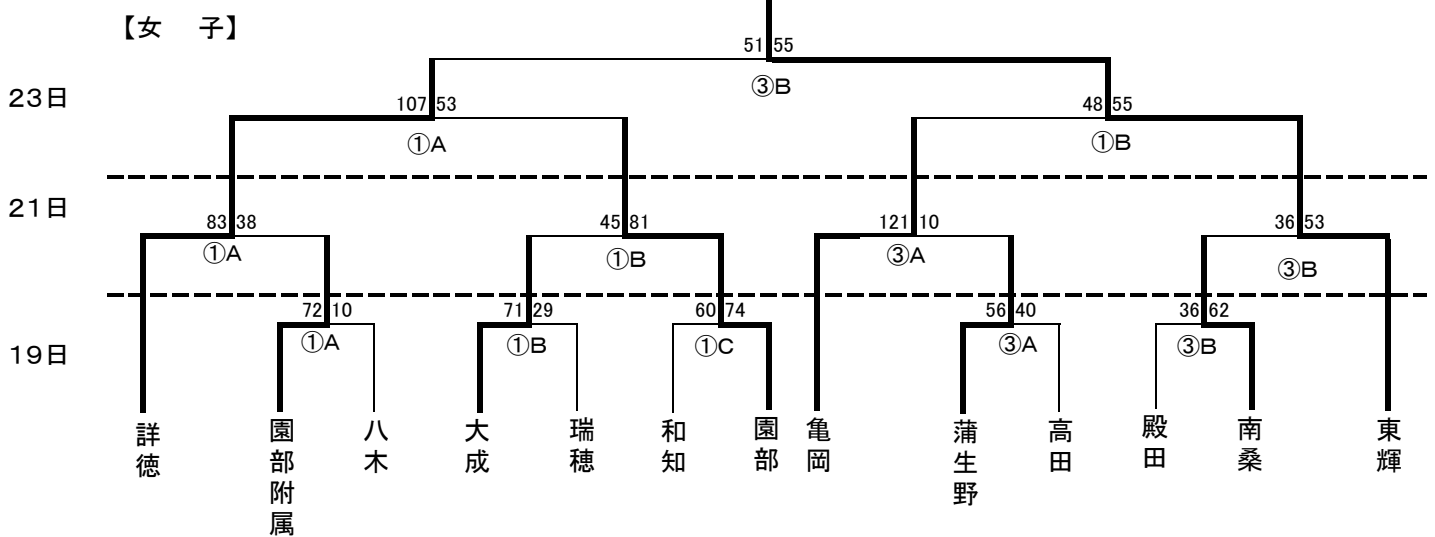 【女　子】
51 55
③B
23日
107 53
48 55
①A
①B
21日
83 38
45 81
121 10
36 53
①A
①B
③A
③B
72 10
71 29
60 74
56 40
36 62
①A
①B
①C
③A
③B
19日
詳徳
園部附属
八木
大成
瑞穂
和知
園部
亀岡
蒲生野
高田
殿田
南桑
東輝